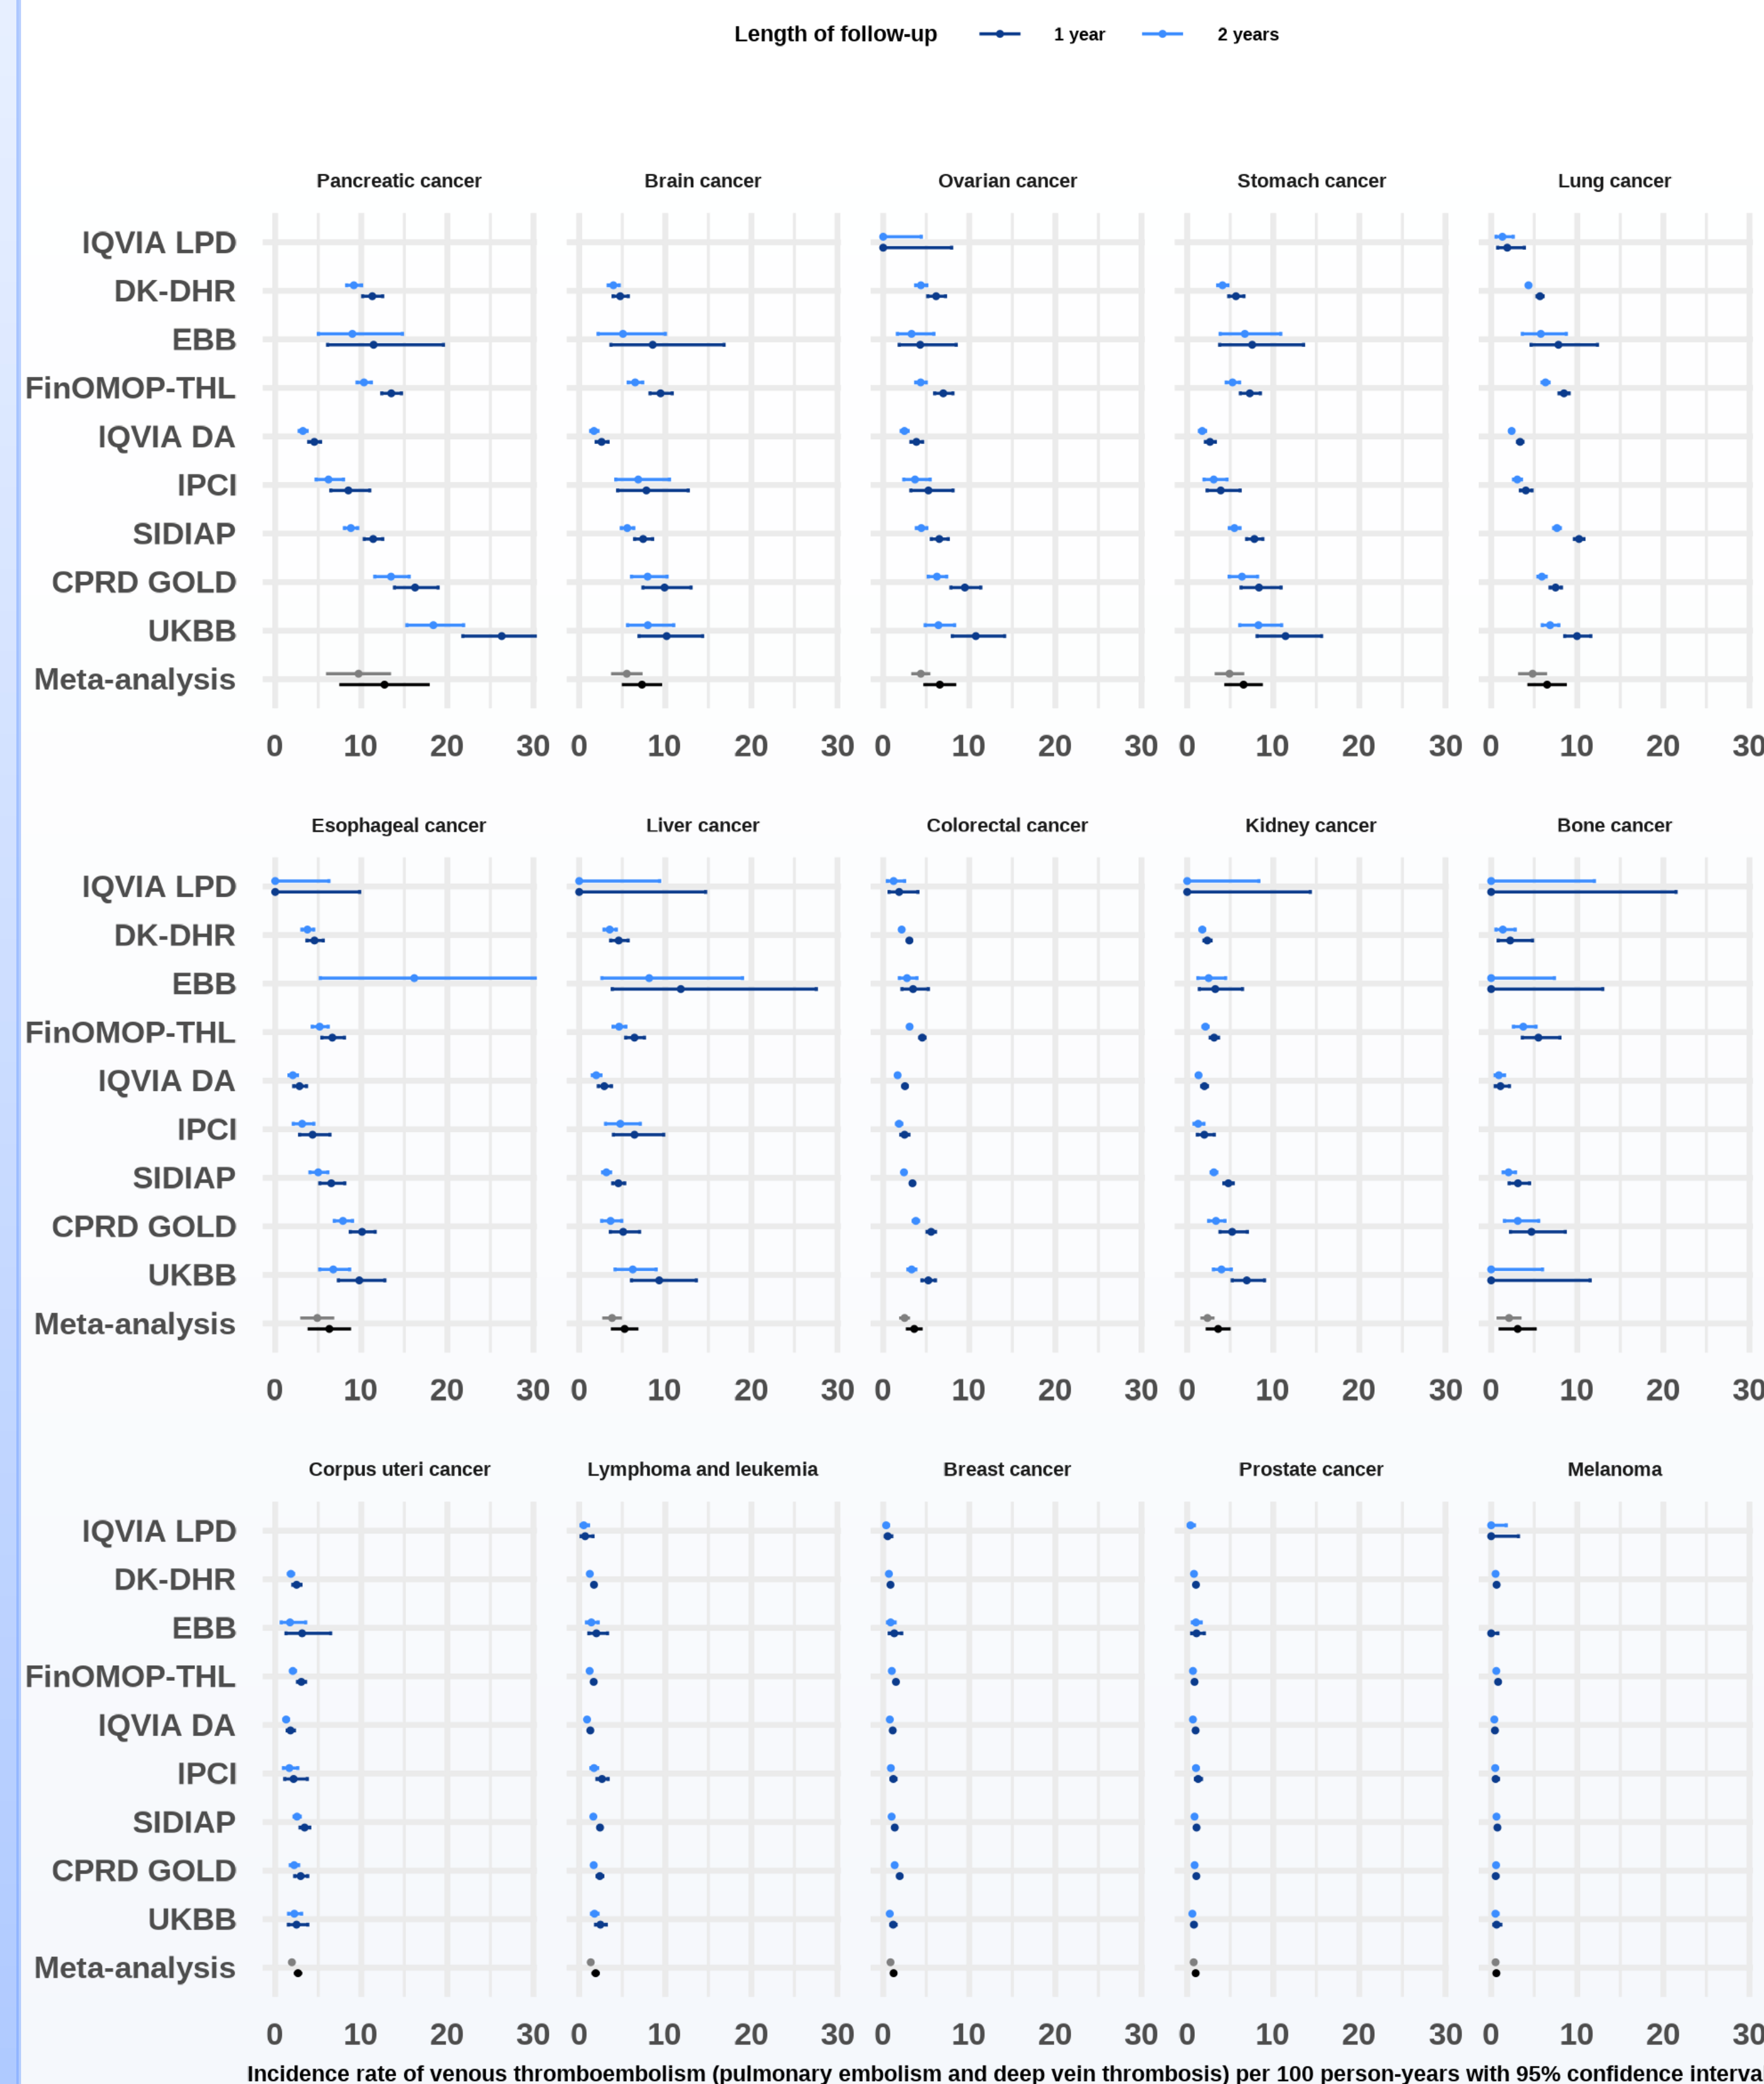 Length of follow-up 1 year 2 years
Pancreatic cancer Brain cancer Ovarian cancer Stomach cancer Lung cancer
IQVIA LPD
DK-DHR
EBB
FinOMOP-THL
IQVIA DA
IPCI
SIDIAP
CPRD GOLD
UKBB
Meta-analysis
0 10 20 30 0 10 20 30 0 10 20 30 0 10 20 30 0 10 20 30
Esophageal cancer Liver cancer Colorectal cancer Kidney cancer Bone cancer
IQVIA LPD
DK-DHR
EBB
FinOMOP-THL
IQVIA DA
IPCI
SIDIAP
CPRD GOLD
UKBB
Meta-analysis
0 10 20 30 0 10 20 30 0 10 20 30 0 10 20 30 0 10 20 30
Corpus uteri cancer Lymphoma and leukemia Breast cancer Prostate cancer Melanoma
IQVIA LPD
DK-DHR
EBB
FinOMOP-THL
IQVIA DA
IPCI
SIDIAP
CPRD GOLD
UKBB
Meta-analysis
0 10 20 30 0 10 20 30 0 10 20 30 0 10 20 30 0 10 20 30
Incidence rate of venous thromboembolism (pulmonary embolism and deep vein thrombosis) per 100 person-years with 95% confidence interva